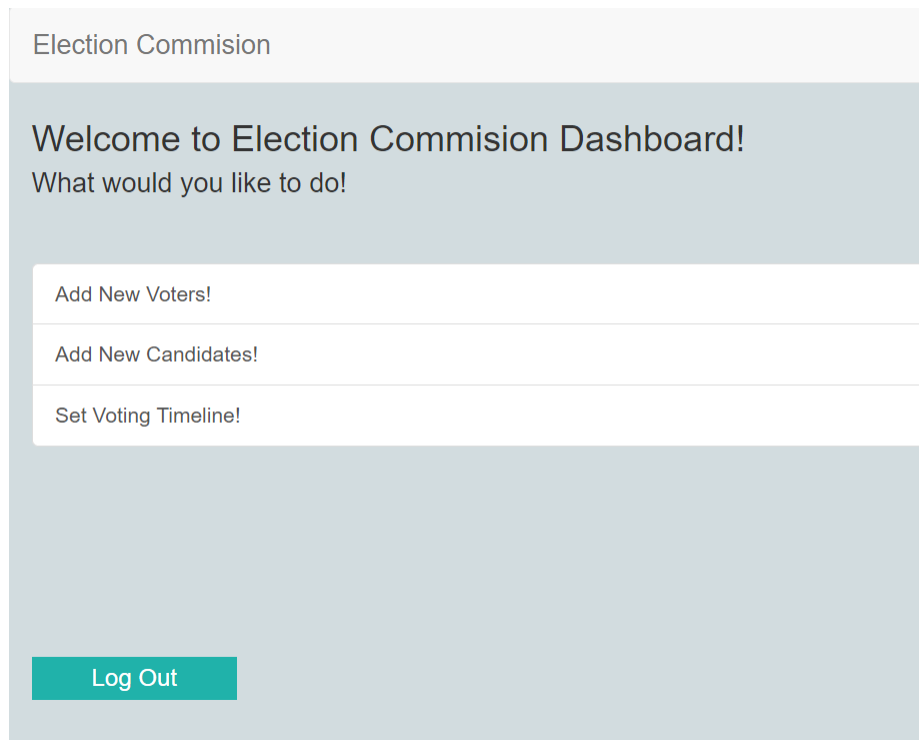 Election Commision
Welcome to Election Commision Dashboard!
What would you like to do!
Add New Voters!
Add New Candidates!
Set Voting Timeline!
Log Out